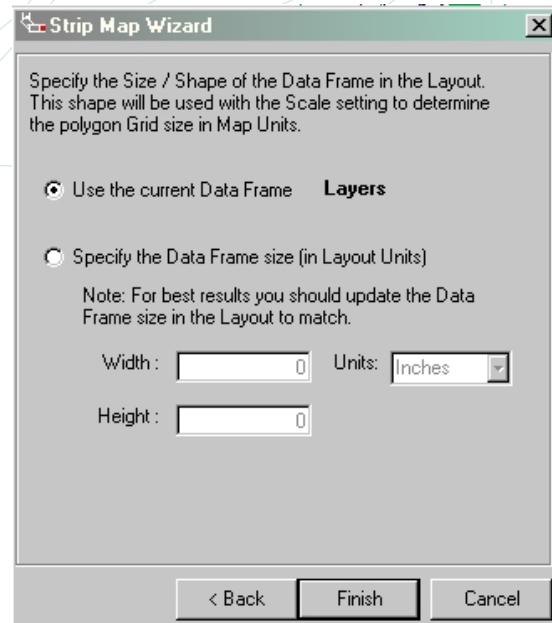 Strip Map Wizard
Specify the Size / Shape of the Data Frame in the Layout.
This shape will be used with the Scale setting to determine
the polygon Grid size in Map Units.
Use the current Data Frame Layers
Specify the Data Frame size (in Layout Units)
Note: For best results you should update the Data
Frame size in the Layout to match.
Width : 0 Units: Inches
Height : 0
< Back Finish Cancel